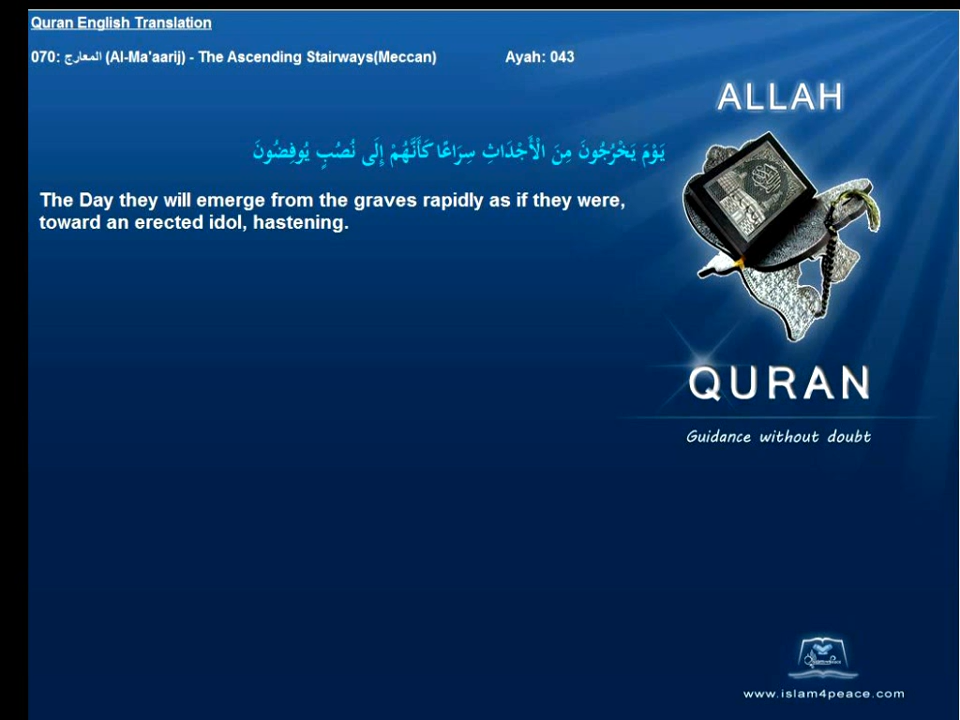 Quran English Translation
070: المعارج (Al-Ma'aarij) - The Ascending Stairways(Meccan) Ayah: 043
ALLAH
يَوْمَ يَخْرُجُونَ مِنَ الْأَجْدَاثِ سِرَاعًا كَأَنَّهُمْ إِلَى نُصُبٍ يُوفِضُونَ
The Day they will emerge from the graves rapidly as if they were,
toward an erected idol, hastening.
QURAN
Guidance without doubt
www.islam4peace.com